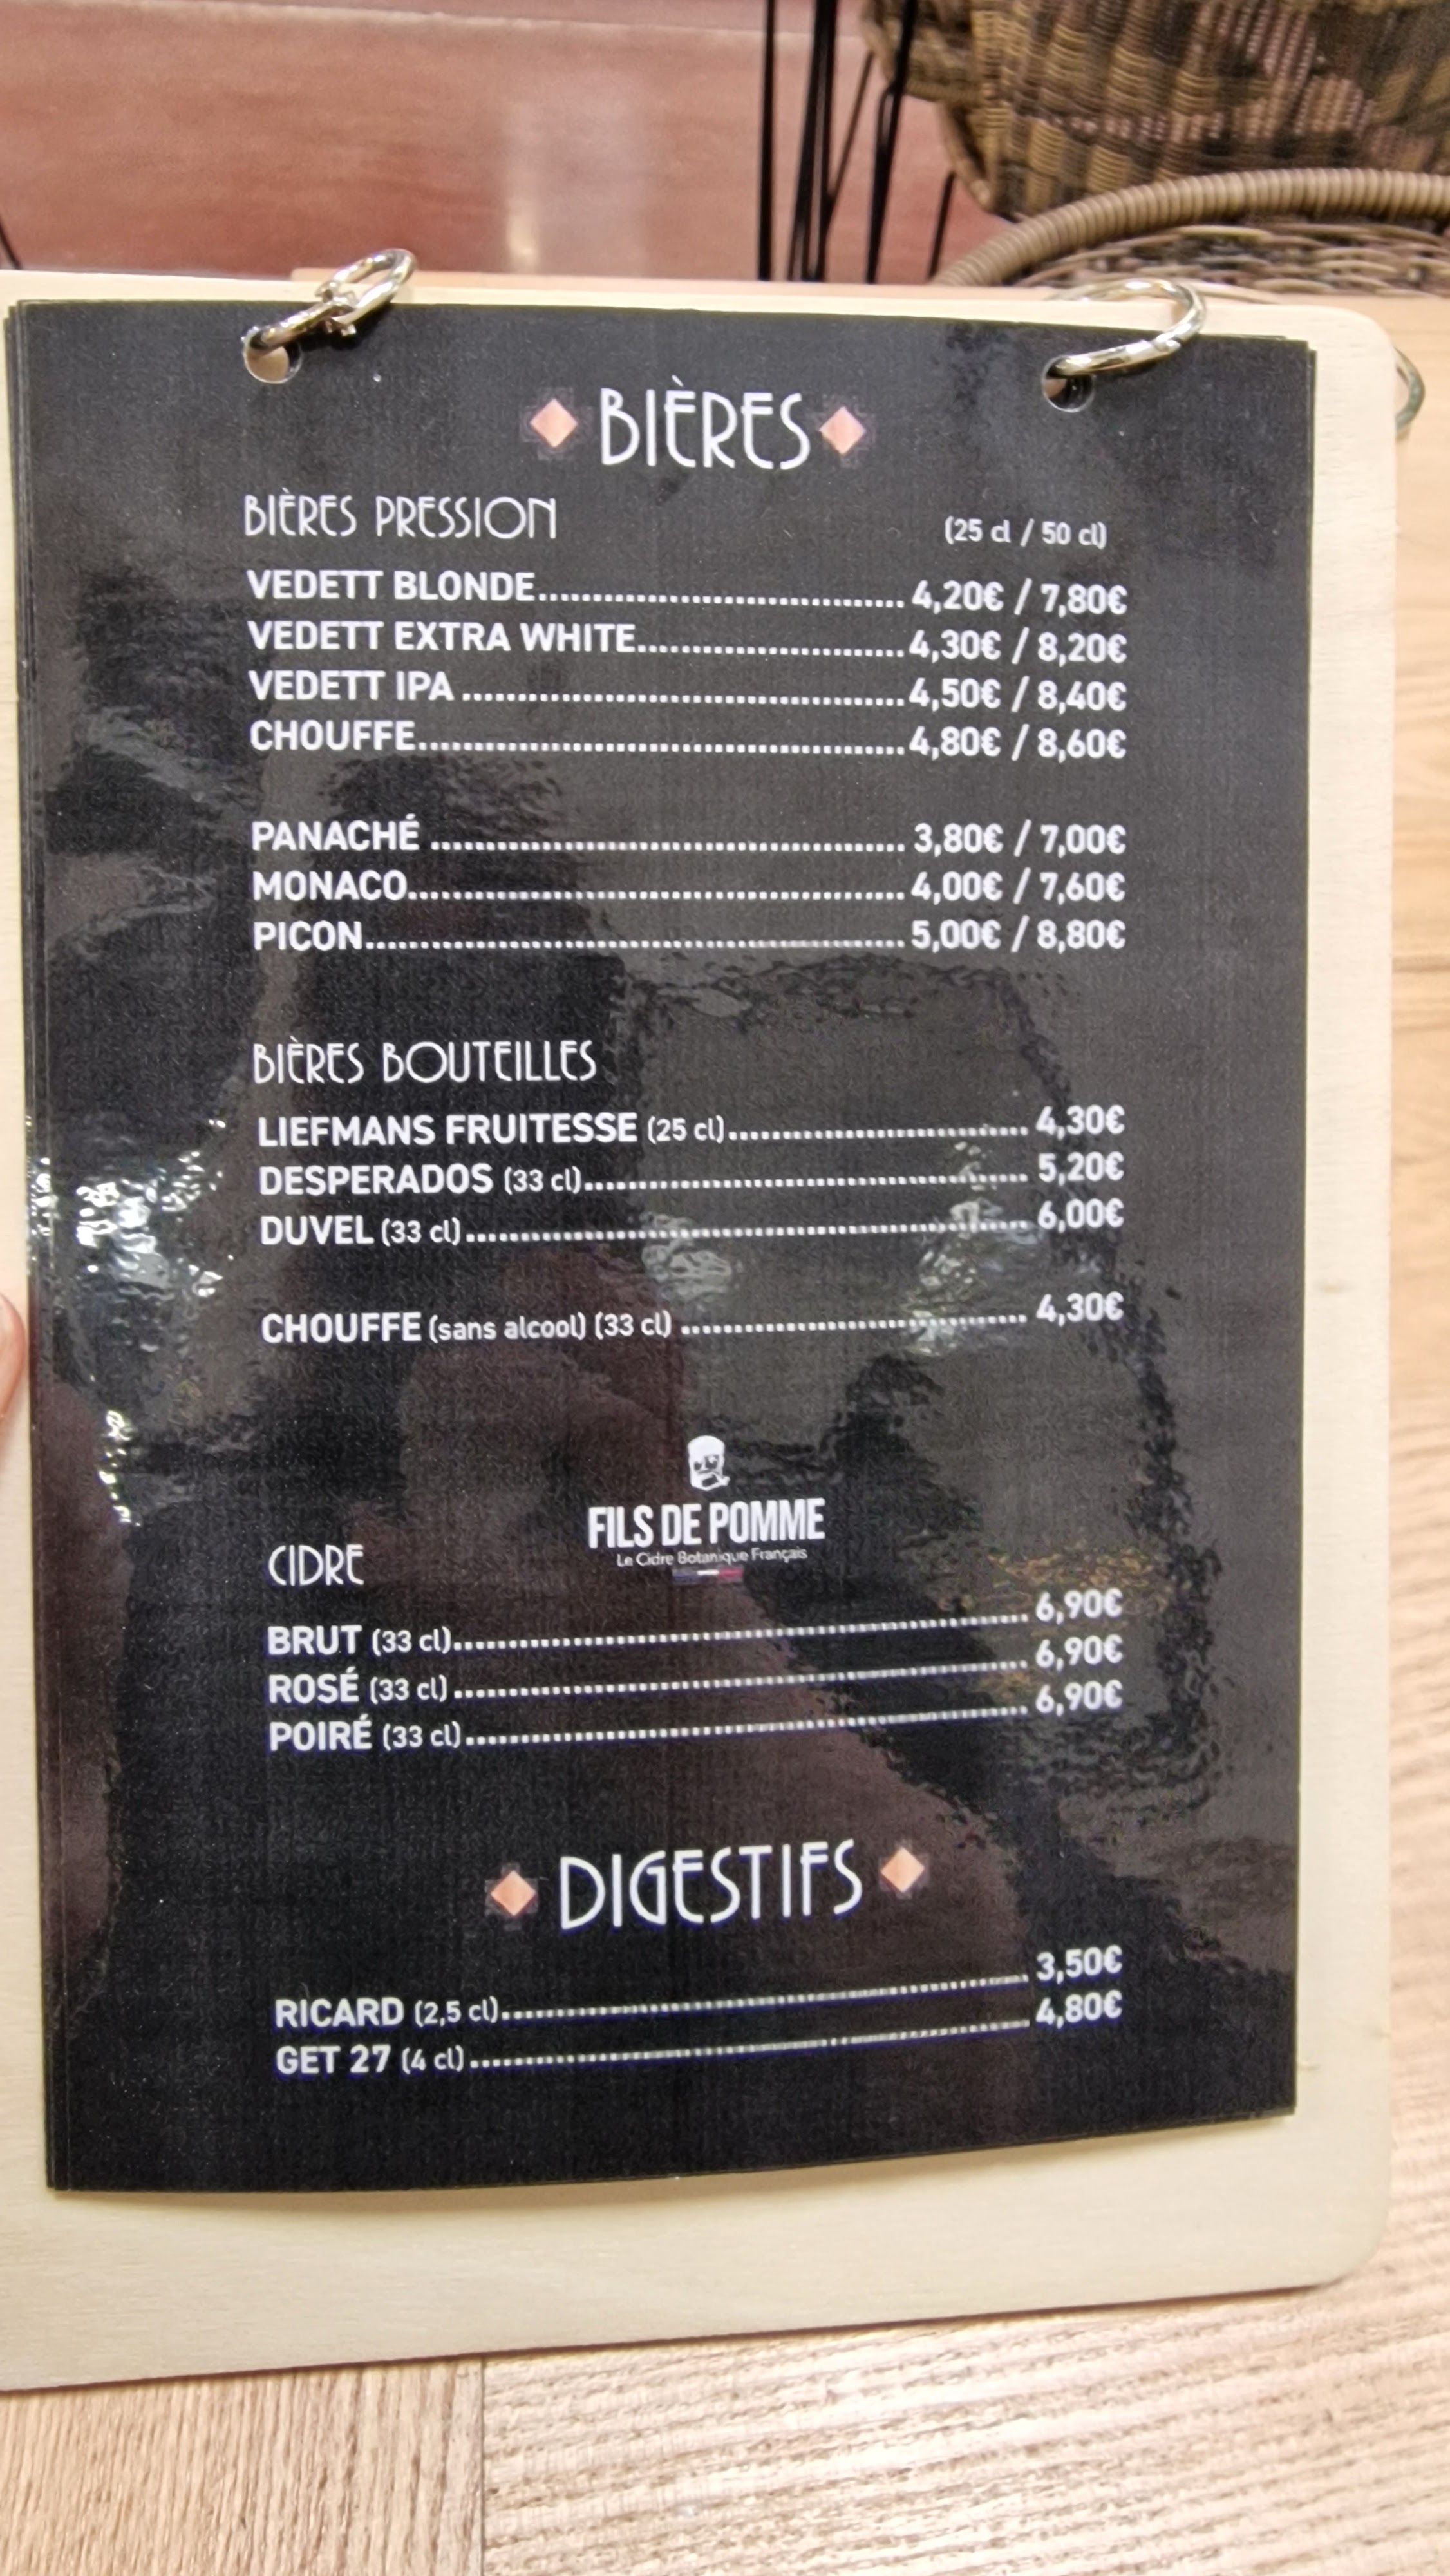 BIÈRES
BIÈRES PRESSION (25 cl / 50 cl)
VEDETT BLONDE 4,20€ / 7,80€
VEDETT EXTRA WHITE 4,30€ / 8,20€
VEDETT IPA 4,50€ / 8,40€
CHOUFFE 4,80€ / 8,60€
PANACHÉ 3,80€ / 7,00€
MONACO 4,00€ / 7,60€
PICON 5,00€ / 8,80€
BIÈRES BOUTEILLES
LIEFMANS FRUITESSE (25 cl) 4,30€
DESPERADOS (33 cl) 5,20€
DUVEL (33 cl) 6,00€
CHOUFFE (sans alcool) (33 cl) 4,30€
FILS DE POMME
Le Cidre Botanique Français
CIDRE
BRUT (33 cl) 6,90€
ROSÉ (33 cl) 6,90€
POIRÉ (33 cl) 6,90€
DIGESTIFS
RICARD (2,5 cl) 3,50€
GET 27 (4 cl) 4,80€